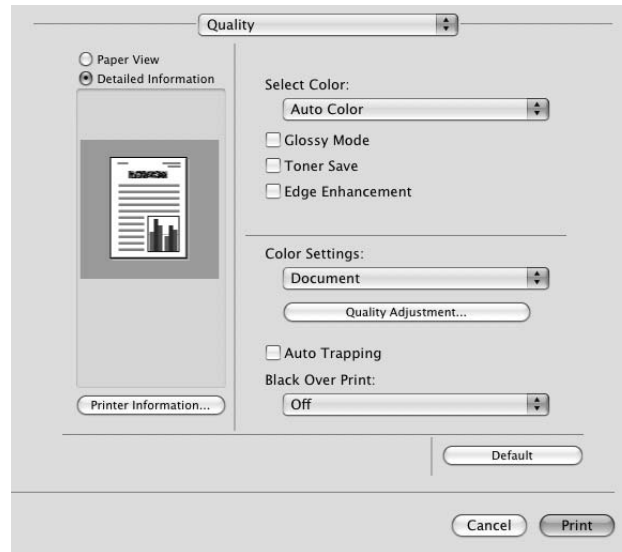 Quality
Paper View
Detailed Information
Printer Information...
Select Color:
Auto Color
Glossy Mode
Toner Save
Edge Enhancement
Color Settings:
Document
Quality Adjustment...
Auto Trapping
Black Over Print:
Off
Default
Cancel
Print